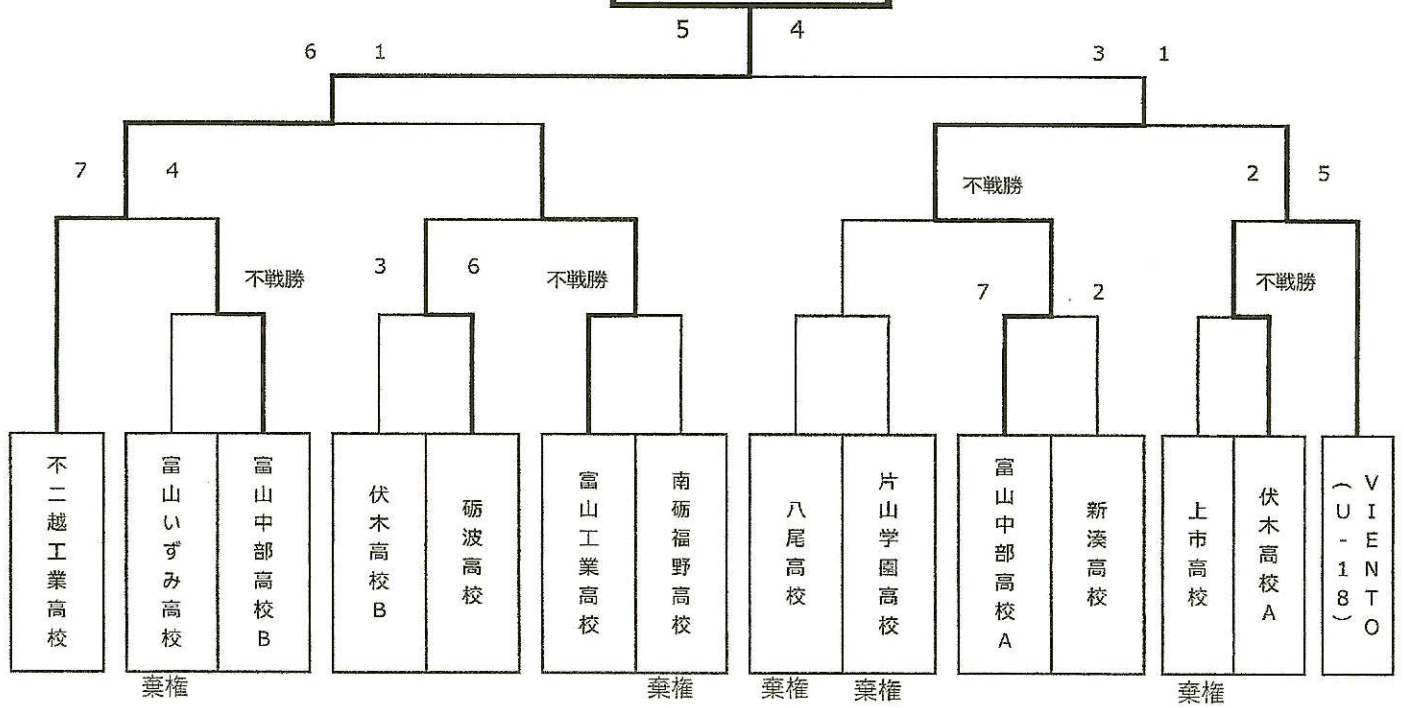 5 4
6 1
3 1
7 4
不戦勝
2 5
不戦勝
3 6
不戦勝
7 2
不戦勝
不二越工業高校
富山いずみ高校
富山中部高校B
伏木高校B
砺波高校
富山工業高校
南砺福野高校
八尾高校
片山学園高校
富山中部高校A
新湊高校
上市高校
伏木高校A
VIENTO
(U-18)
棄権
棄権
棄権
棄権
棄権